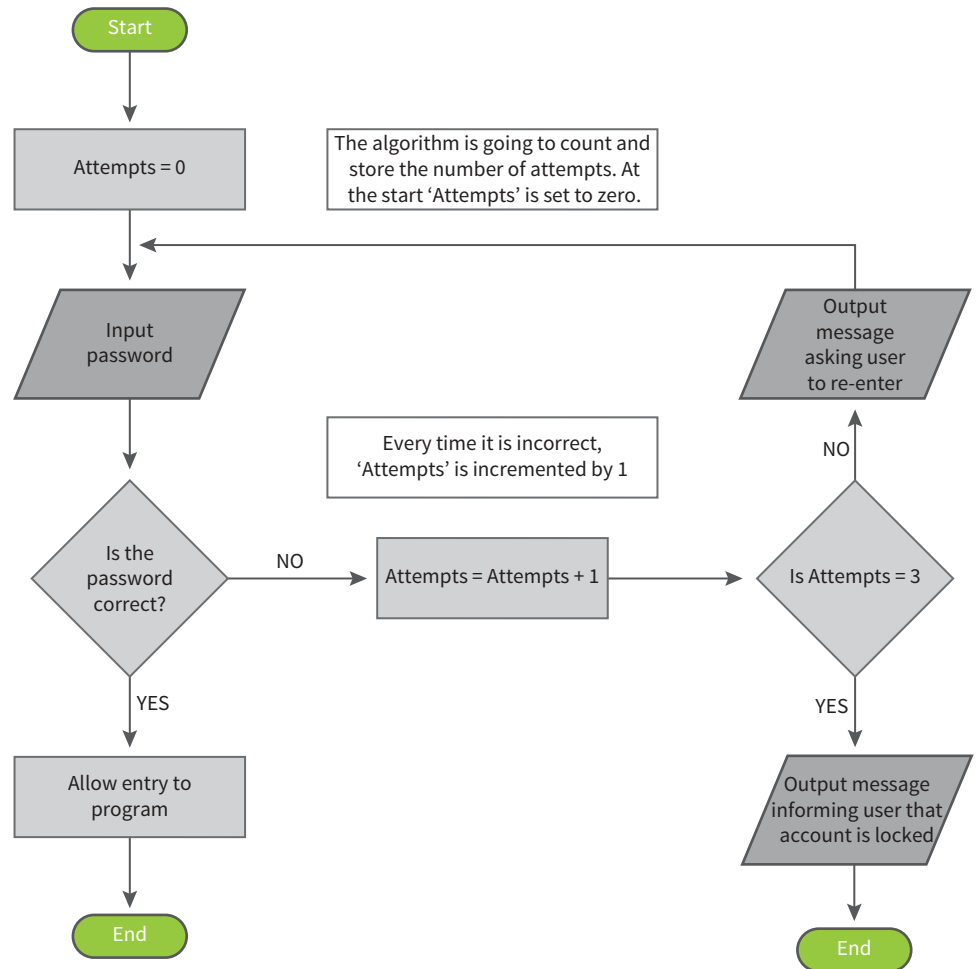 Start
Attempts = 0
The algorithm is going to count and
store the number of attempts. At
the start ‘Attempts’ is set to zero.
Input
password
Output
message
asking user
to re-enter
Every time it is incorrect,
‘Attempts’ is incremented by 1
NO
Is the
password
correct?
NO
Attempts = Attempts + 1
Is Attempts = 3
YES
YES
Allow entry to
program
Output message
informing user that
account is locked
End
End